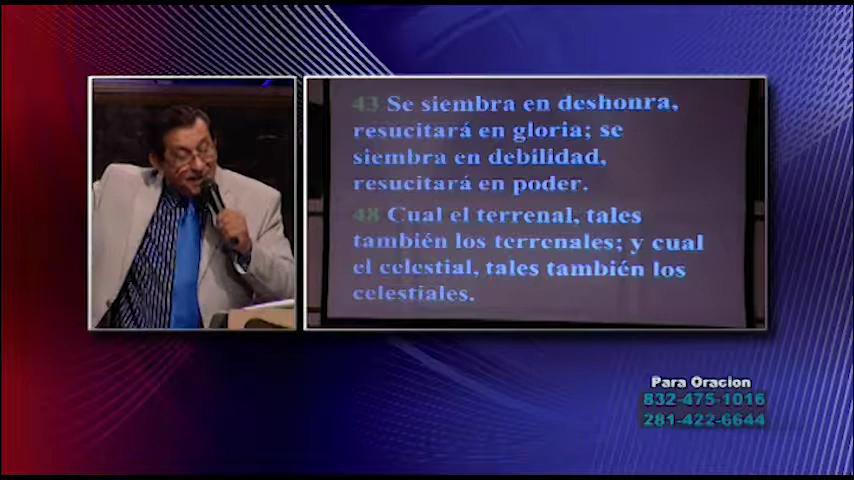 43 Se siembra en deshonra,
resucitará en gloria; se
siembra en debilidad,
resucitará en poder.
48 Cual el terrenal, tales
también los terrenales; y cual
el celestial, tales también los
celestiales.
Para Oracion
832-475-1016
281-422-6644